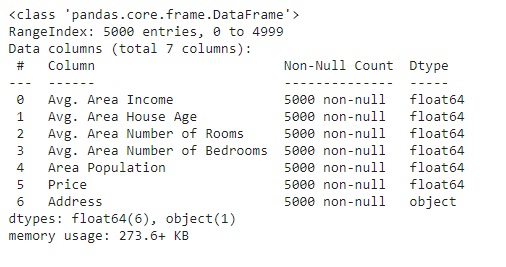 <class 'pandas.core.frame.DataFrame'>
RangeIndex: 5000 entries, 0 to 4999
Data columns (total 7 columns):
 #   Column                        Non-Null Count  Dtype
---  ------                        --------------  -----
 0   Avg. Area Income              5000 non-null   float64
 1   Avg. Area House Age           5000 non-null   float64
 2   Avg. Area Number of Rooms     5000 non-null   float64
 3   Avg. Area Number of Bedrooms  5000 non-null   float64
 4   Area Population               5000 non-null   float64
 5   Price                         5000 non-null   float64
 6   Address                       5000 non-null   object
dtypes: float64(6), object(1)
memory usage: 273.6+ KB